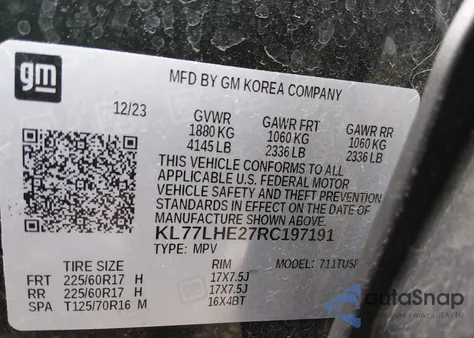 gm
MFD BY GM KOREA COMPANY
12/23
GVWR GAWR FRT GAWR RR
1880 KG 1060 KG 1060 KG
4145 LB 2336 LB 2336 LB
THIS VEHICLE CONFORMS TO ALL
APPLICABLE U.S. FEDERAL MOTOR
VEHICLE SAFETY AND THEFT PREVENTION
STANDARDS IN EFFECT ON THE DATE OF
MANUFACTURE SHOWN ABOVE.
KL77LHE27RC197191
TYPE: MPV MODEL:
TIRE SIZE RIM
FRT 225/60R17 H 17X7.5J
RR 225/60R17 H 17X7.5J
SPA T125/70R16 M 16X4BT
autoSnap